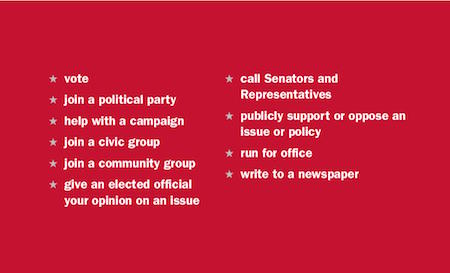 ★ vote
★ join a political party
★ help with a campaign
★ join a civic group
★ join a community group
★ give an elected official
your opinion on an issue
★ call Senators and
Representatives
★ publicly support or oppose an
issue or policy
★ run for office
★ write to a newspaper